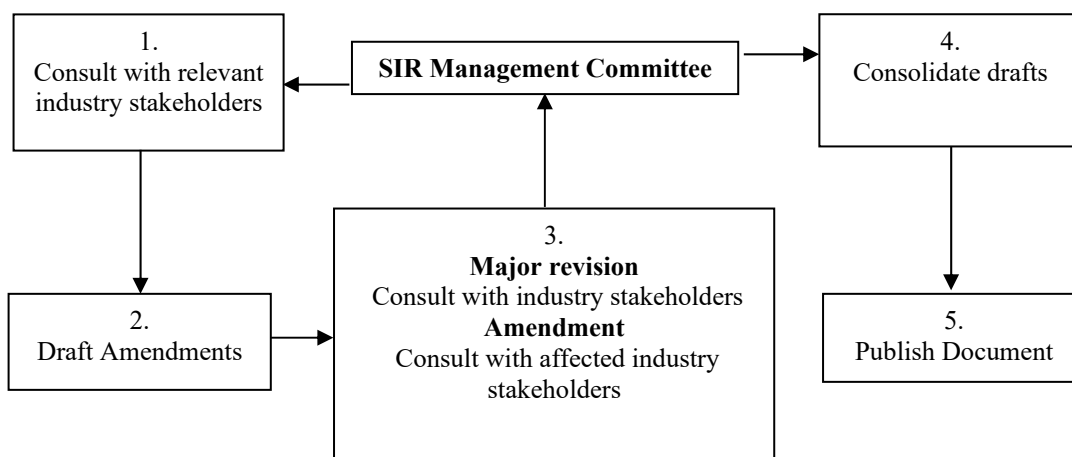 1.
Consult with relevant
industry stakeholders
SIR Management Committee
4.
Consolidate drafts
2.
Draft Amendments
3.
Major revision
Consult with industry stakeholders
Amendment
Consult with affected industry
stakeholders
5.
Publish Document